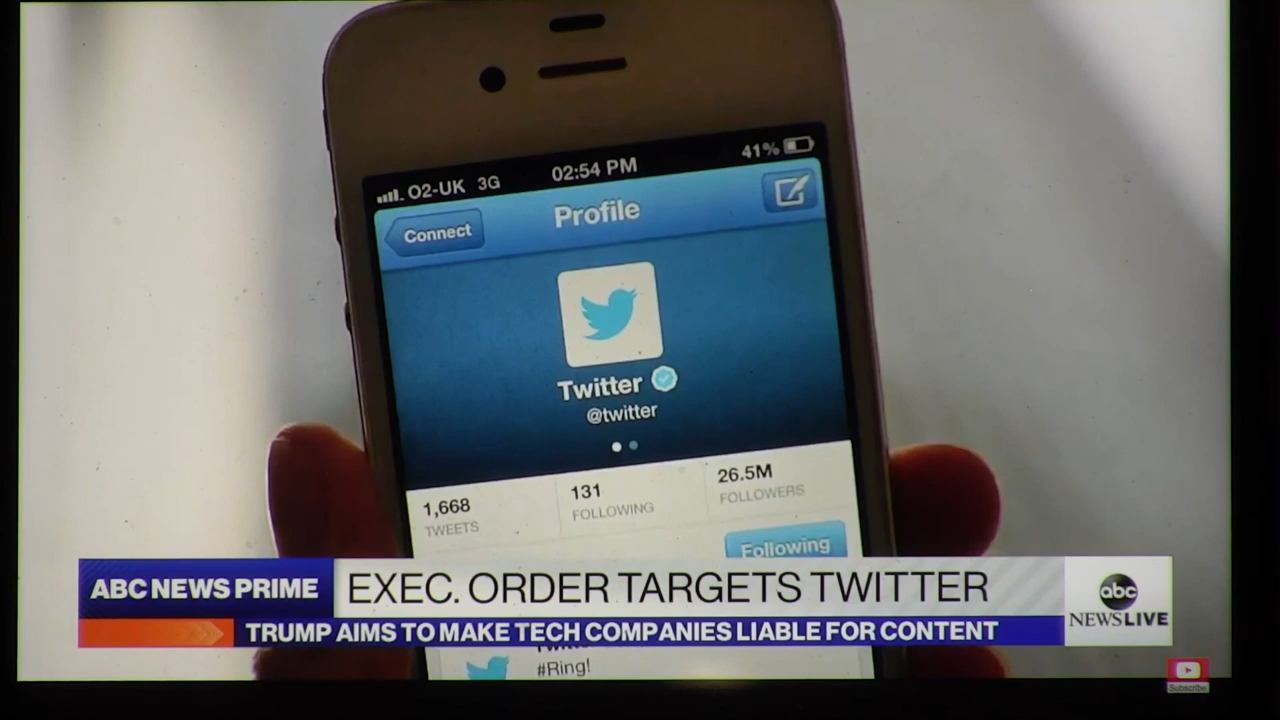 O2-UK 3G 02:54 PM 41%
Connect Profile
Twitter
@twitter
1,668 131 26.5M
TWEETS FOLLOWING FOLLOWERS
Following
ABC NEWS PRIME EXEC. ORDER TARGETS TWITTER
TRUMP AIMS TO MAKE TECH COMPANIES LIABLE FOR CONTENT
abc
NEWSLIVE
#Ring!
Subscribe